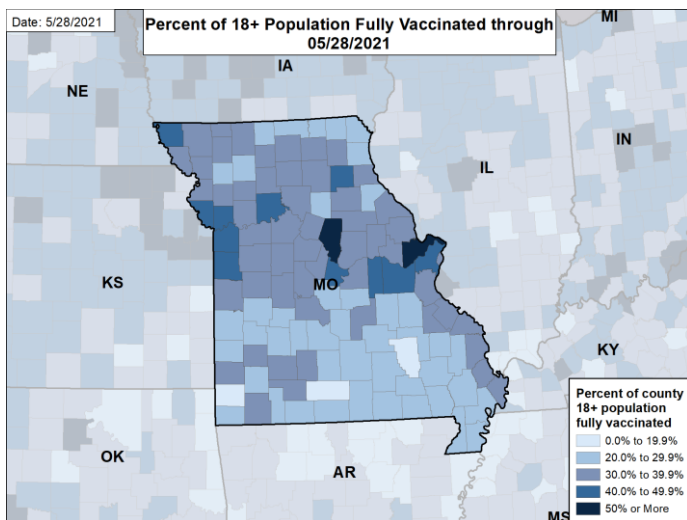 Date: 5/28/2021
Percent of 18+ Population Fully Vaccinated through
05/28/2021
MI
IA
NE
IN
IL
KS
MO
KY
OK
AR
MS
Percent of county
18+ population
fully vaccinated
0.0% to 19.9%
20.0% to 29.9%
30.0% to 39.9%
40.0% to 49.9%
50% or More